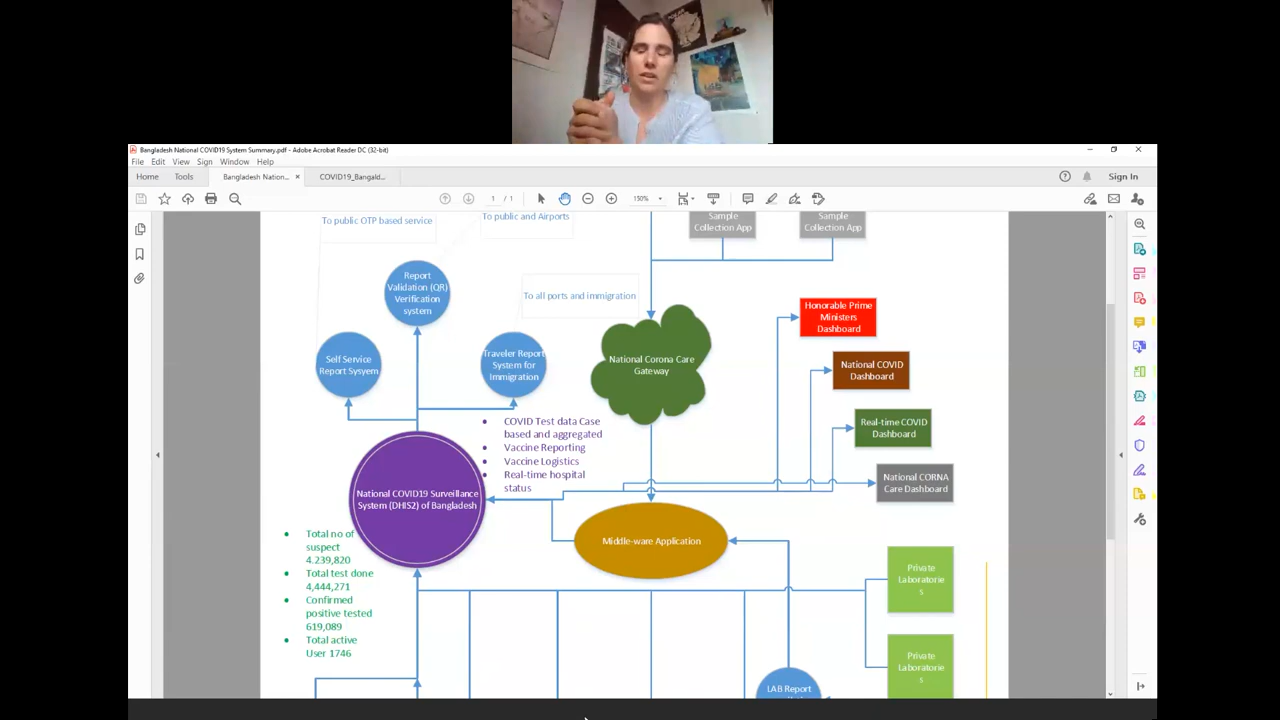 Bangladesh National COVID19 System Summary.pdf - Adobe Acrobat Reader DC (32-bit)
File Edit View Sign Window Help
Home Tools Bangladesh Nation... × COVID19_Bangald... Sign In
1 / 1 150%
To public OTP based service
To public and Airports
Sample
Collection App
Sample
Collection App
Report
Validation (QR)
Verification
system
To all ports and immigration
Honorable Prime
Ministers
Dashboard
Self Service
Report Sysyem
Traveler Report
System for
Immigration
National Corona Care
Gateway
National COVID
Dashboard
Real-time COVID
Dashboard
National CORNA
Care Dashboard
• COVID Test data Case
based and aggregated
• Vaccine Reporting
• Vaccine Logistics
• Real-time hospital
status
National COVID19 Surveillance
System (DHIS2) of Bangladesh
Middle-ware Application
• Total no of
suspect
4.239,820
• Total test done
4,444,271
• Confirmed
positive tested
619,089
• Total active
User 1746
Private
Laboratorie
s
Private
Laboratorie
s
LAB Report